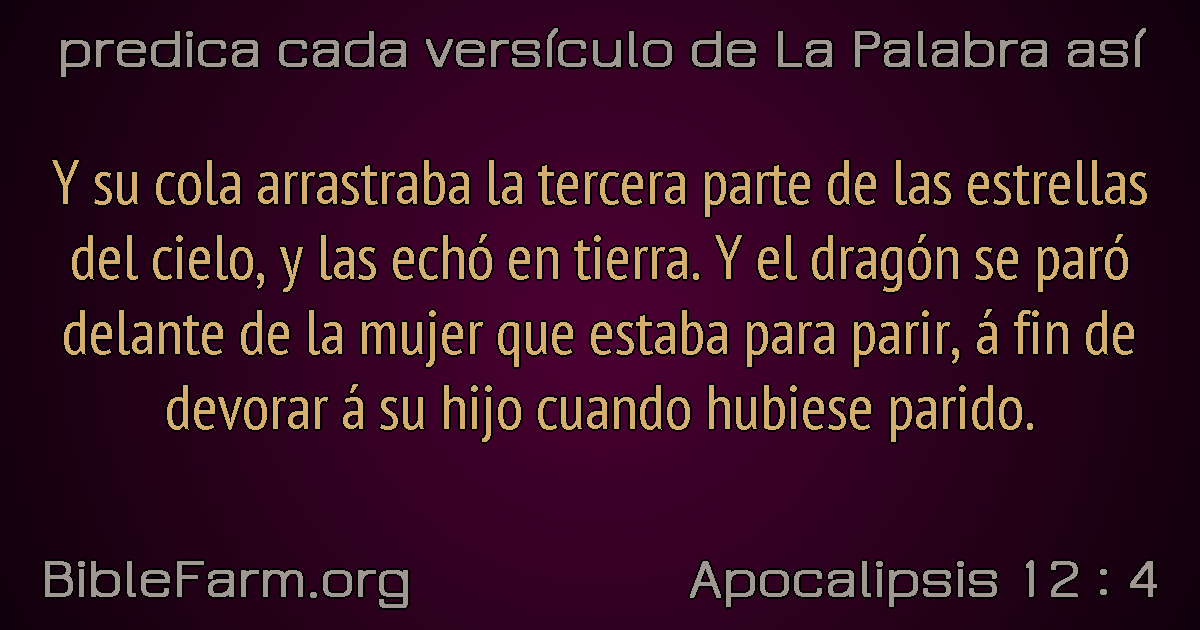 predica cada versículo de La Palabra así
Y su cola arrastraba la tercera parte de las estrellas
del cielo, y las echó en tierra. Y el dragón se paró
delante de la mujer que estaba para parir, á fin de
devorar á su hijo cuando hubiese parido.
BibleFarm.org
Apocalipsis 12 : 4